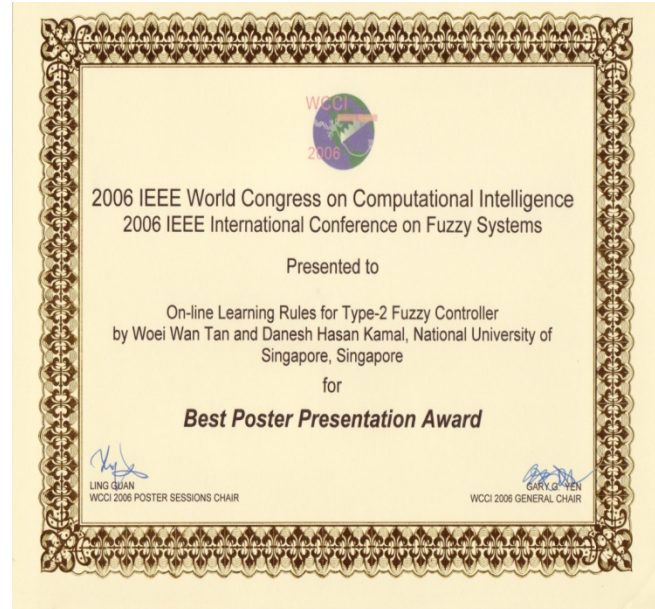 WCCI
2006
2006 IEEE World Congress on Computational Intelligence
2006 IEEE International Conference on Fuzzy Systems
Presented to
On-line Learning Rules for Type-2 Fuzzy Controller
by Woei Wan Tan and Danesh Hasan Kamal, National University of
Singapore, Singapore
for
Best Poster Presentation Award
LING GUAN
WCCI 2006 POSTER SESSIONS CHAIR
GARY G. YEN
WCCI 2006 GENERAL CHAIR